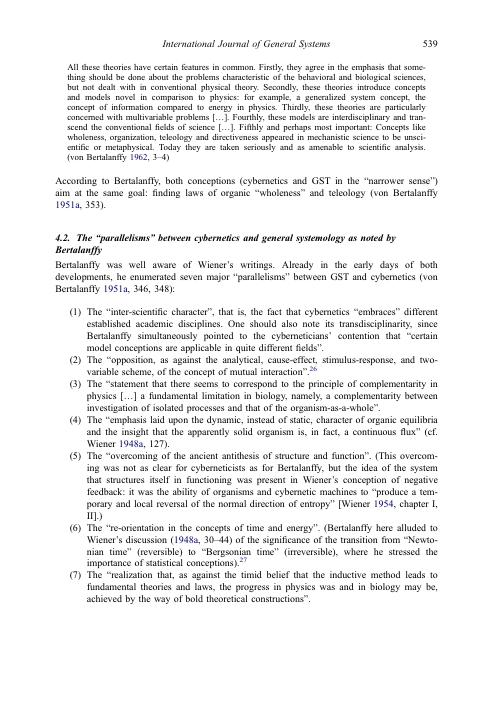 International Journal of General Systems 539
All these theories have certain features in common. Firstly, they agree in the emphasis that some-
thing should be done about the problems characteristic of the behavioral and biological sciences,
but not dealt with in conventional physical theory. Secondly, these theories introduce concepts
and models novel in comparison to physics: for example, a generalized system concept, the
concept of information compared to energy in physics. Thirdly, these theories are particularly
concerned with multivariable problems […]. Fourthly, these models are interdisciplinary and tran-
scend the conventional fields of science […]. Fifthly and perhaps most important: Concepts like
wholeness, organization, teleology and directiveness appeared in mechanistic science to be unsci-
entific or metaphysical. Today they are taken seriously and as amenable to scientific analysis.
(von Bertalanffy 1962, 3–4)
According to Bertalanffy, both conceptions (cybernetics and GST in the “narrower sense”)
aim at the same goal: finding laws of organic “wholeness” and teleology (von Bertalanffy
1951a, 353).
4.2. The “parallelisms” between cybernetics and general systemology as noted by
Bertalanffy
Bertalanffy was well aware of Wiener’s writings. Already in the early days of both
developments, he enumerated seven major “parallelisms” between GST and cybernetics (von
Bertalanffy 1951a, 346, 348):
(1) The “inter-scientific character”, that is, the fact that cybernetics “embraces” different
established academic disciplines. One should also note its transdisciplinarity, since
Bertalanffy simultaneously pointed to the cyberneticians’ contention that “certain
model conceptions are applicable in quite different fields”.
(2) The “opposition, as against the analytical, cause-effect, stimulus-response, and two-
variable scheme, of the concept of mutual interaction”.26
(3) The “statement that there seems to correspond to the principle of complementarity in
physics […] a fundamental limitation in biology, namely, a complementarity between
investigation of isolated processes and that of the organism-as-a-whole”.
(4) The “emphasis laid upon the dynamic, instead of static, character of organic equilibria
and the insight that the apparently solid organism is, in fact, a continuous flux” (cf.
Wiener 1948a, 127).
(5) The “overcoming of the ancient antithesis of structure and function”. (This overcom-
ing was not as clear for cyberneticists as for Bertalanffy, but the idea of the system
that structures itself in functioning was present in Wiener’s conception of negative
feedback: it was the ability of organisms and cybernetic machines to “produce a tem-
porary and local reversal of the normal direction of entropy” [Wiener 1954, chapter I,
II].)
(6) The “re-orientation in the concepts of time and energy”. (Bertalanffy here alluded to
Wiener’s discussion (1948a, 30–44) of the significance of the transition from “Newto-
nian time” (reversible) to “Bergsonian time” (irreversible), where he stressed the
importance of statistical conceptions).27
(7) The “realization that, as against the timid belief that the inductive method leads to
fundamental theories and laws, the progress in physics was and in biology may be,
achieved by the way of bold theoretical constructions”.